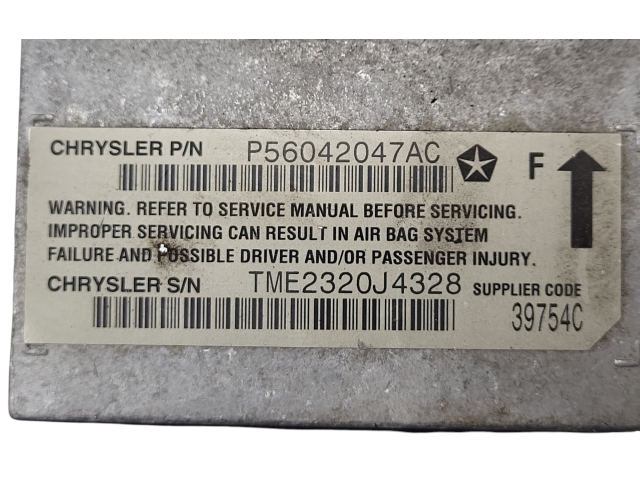 CHRYSLER P/N P56042047AC F
WARNING. REFER TO SERVICE MANUAL BEFORE SERVICING.
IMPROPER SERVICING CAN RESULT IN AIR BAG SYSTEM
FAILURE AND POSSIBLE DRIVER AND/OR PASSENGER INJURY.
CHRYSLER S/N TME2320J4328 SUPPLIER CODE
39754C